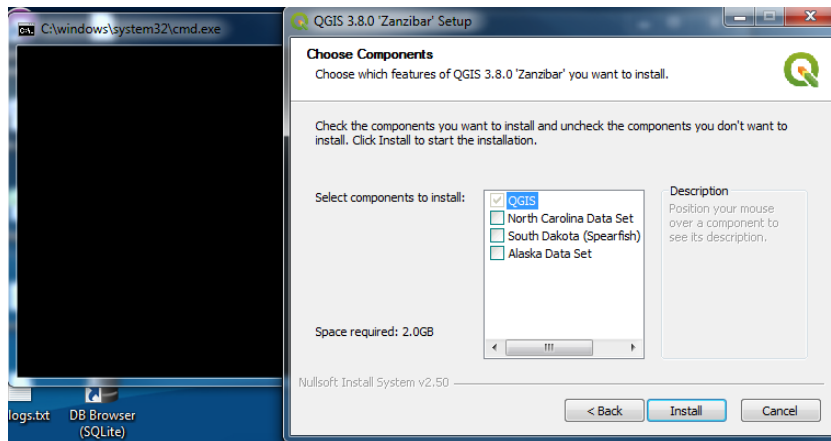 C:\windows\system32\cmd.exe
QGIS 3.8.0 'Zanzibar' Setup
Choose Components
Choose which features of QGIS 3.8.0 'Zanzibar' you want to install.
Check the components you want to install and uncheck the components you don't want to
install. Click Install to start the installation.
Select components to install:
QGIS
North Carolina Data Set
South Dakota (Spearfish)
Alaska Data Set
Description
Position your mouse
over a component to
see its description.
Space required: 2.0GB
Nullsoft Install System v2.50
< Back
Install
Cancel
logs.txt
DB Browser
(SQLite)